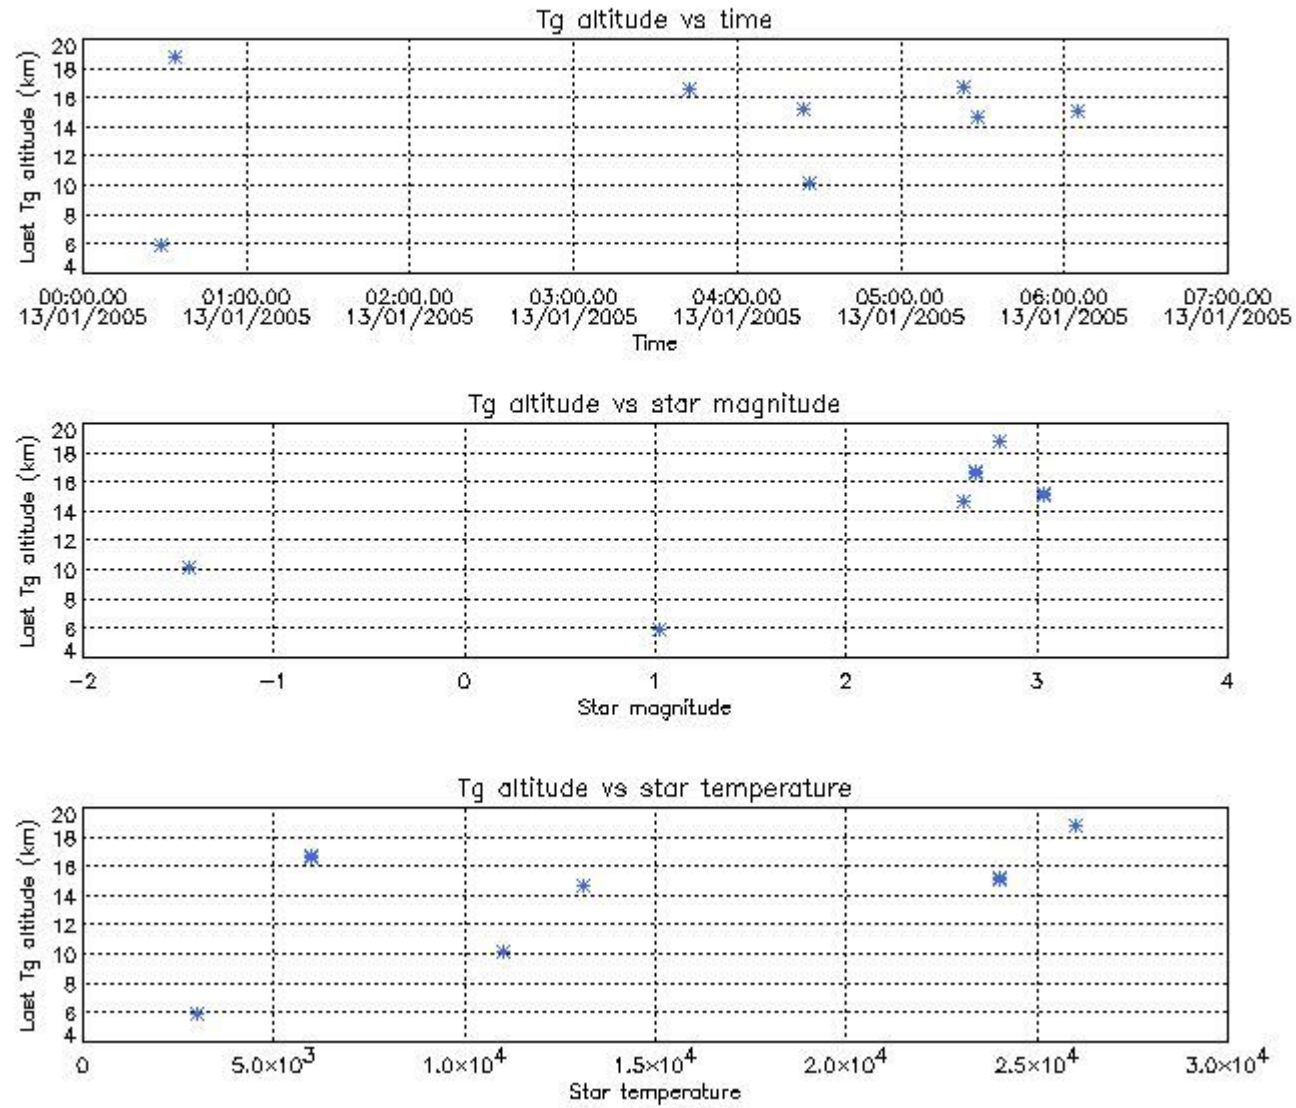 Tg altitude vs time
Last Tg altitude (km)
20
18
16
14
12
10
8
6
4
00:00.00 01:00.00 02:00.00 03:00.00 04:00.00 05:00.00 06:00.00 07:00.00
13/01/2005 13/01/2005 13/01/2005 13/01/2005 13/01/2005 13/01/2005 13/01/2005 13/01/2005
Time
Tg altitude vs star magnitude
Last Tg altitude (km)
20
18
16
14
12
10
8
6
4
−2 −1 0 1 2 3 4
Star magnitude
Tg altitude vs star temperature
Last Tg altitude (km)
20
18
16
14
12
10
8
6
4
0 5.0×10³ 1.0×10⁴ 1.5×10⁴ 2.0×10⁴ 2.5×10⁴ 3.0×10⁴
Star temperature